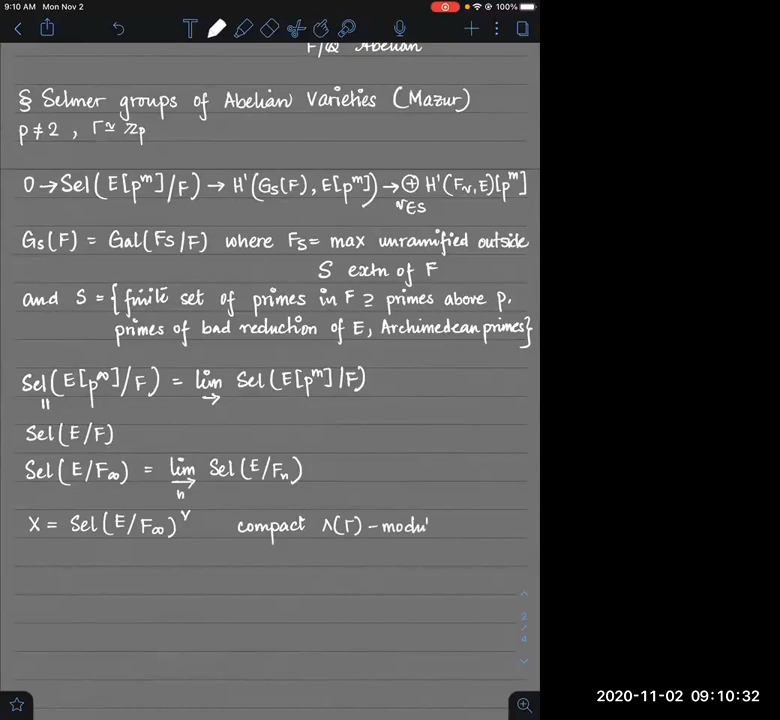 9:10 AM Mon Nov 2
100%
F/Q Abelian
§ Selmer groups of Abelian Varieties (Mazur)
p ≠ 2 , Γ ≃ ℤp
0 → Sel(E[p^m]/F) → H¹(G_S(F), E[p^m]) → ⊕_{v∈S} H¹(F_v, E)[p^m]
G_S(F) = Gal(F_S/F) where F_S = max unramified outside
S extn of F
and S = {finite set of primes in F ⊇ primes above p,
primes of bad reduction of E, Archimedean primes}
Sel(E[p^∞]/F) = lim→ Sel(E[p^m]/F)
||
Sel(E/F)
Sel(E/F∞) = lim→ n Sel(E/F_n)
X = Sel(E/F∞)^∨ compact Λ(Γ) – modu
2
/
4
2020-11-02 09:10:32